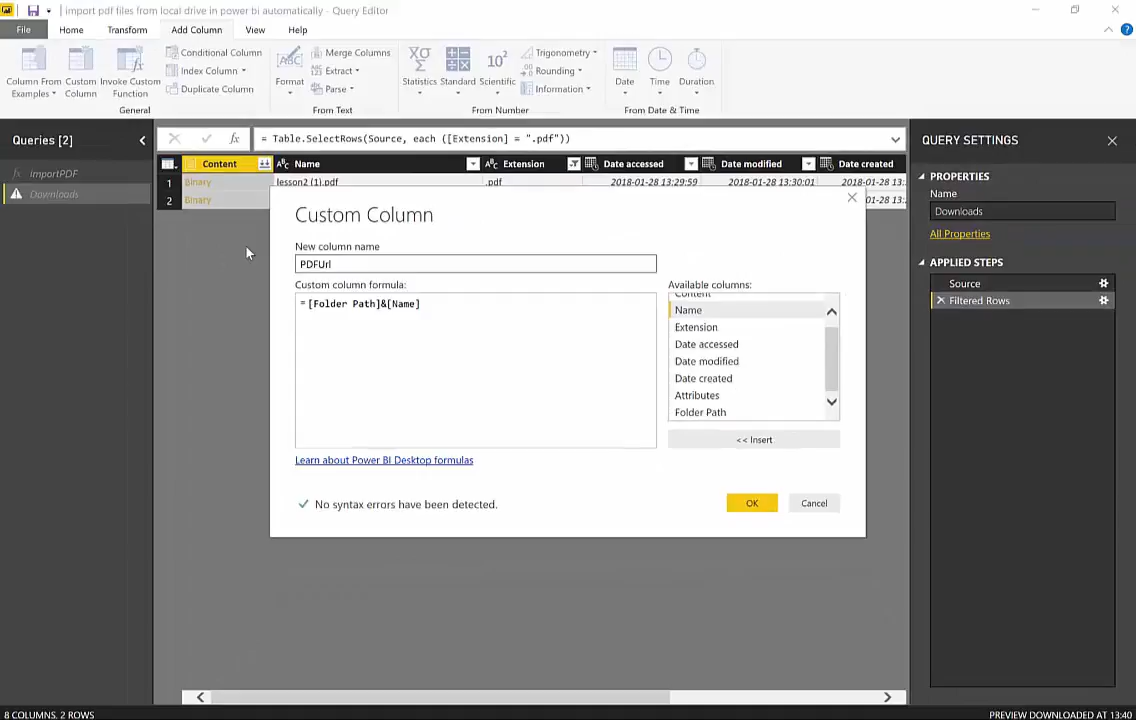 import pdf files from local drive in power bi automatically - Query Editor
File Home Transform Add Column View Help
Column From Examples
Custom Column
Invoke Custom Function
Conditional Column
Index Column
Duplicate Column
General
Format
Merge Columns
Extract
Parse
From Text
Statistics
Standard
10²
Scientific
Trigonometry
Rounding
Information
From Number
Date
Time
Duration
From Date & Time
Queries [2]
fx ImportPDF
Downloads
fx = Table.SelectRows(Source, each ([Extension] = ".pdf"))
Content Name Extension Date accessed Date modified Date created
1 Binary lesson2 (1).pdf .pdf 2018-01-28 13:29:59 2018-01-28 13:30:01 2018-01-28 13:
2 Binary 01-28 13:
Custom Column
New column name
PDFUrl
Custom column formula:
=[Folder Path]&[Name]
Available columns:
Content
Name
Extension
Date accessed
Date modified
Date created
Attributes
Folder Path
<< Insert
Learn about Power BI Desktop formulas
No syntax errors have been detected.
OK
Cancel
QUERY SETTINGS
PROPERTIES
Name
Downloads
All Properties
APPLIED STEPS
Source
Filtered Rows
8 COLUMNS, 2 ROWS
PREVIEW DOWNLOADED AT 13:40